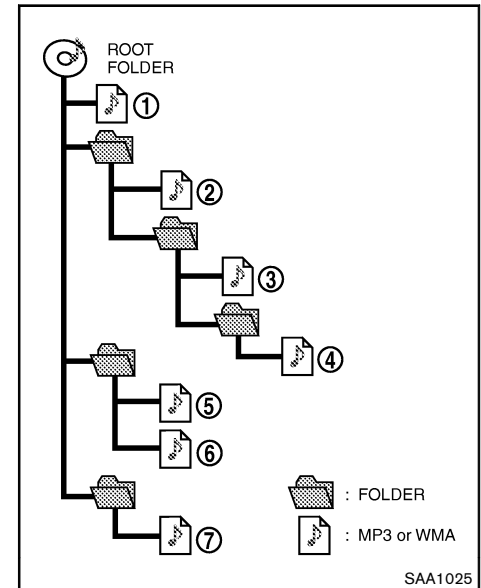 ROOT
FOLDER
①
②
③
④
⑤
⑥
⑦
: FOLDER
: MP3 or WMA
SAA1025